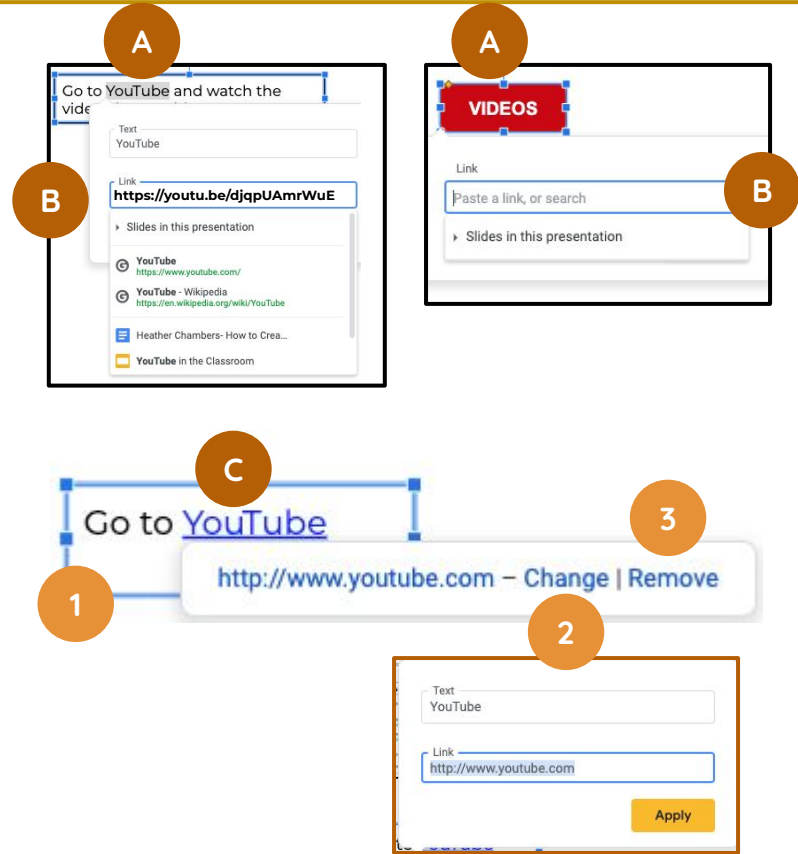 A
Go to YouTube and watch the
Text
YouTube
Link
https://youtu.be/djqpUAmrWuE
B
Slides in this presentation
YouTube
https://www.youtube.com/
YouTube - Wikipedia
https://en.wikipedia.org/wiki/YouTube
Heather Chambers- How to Crea...
YouTube in the Classroom
A
VIDEOS
Link
Paste a link, or search
B
Slides in this presentation
C
Go to YouTube
3
http://www.youtube.com – Change | Remove
1
2
Text
YouTube
Link
http://www.youtube.com
Apply